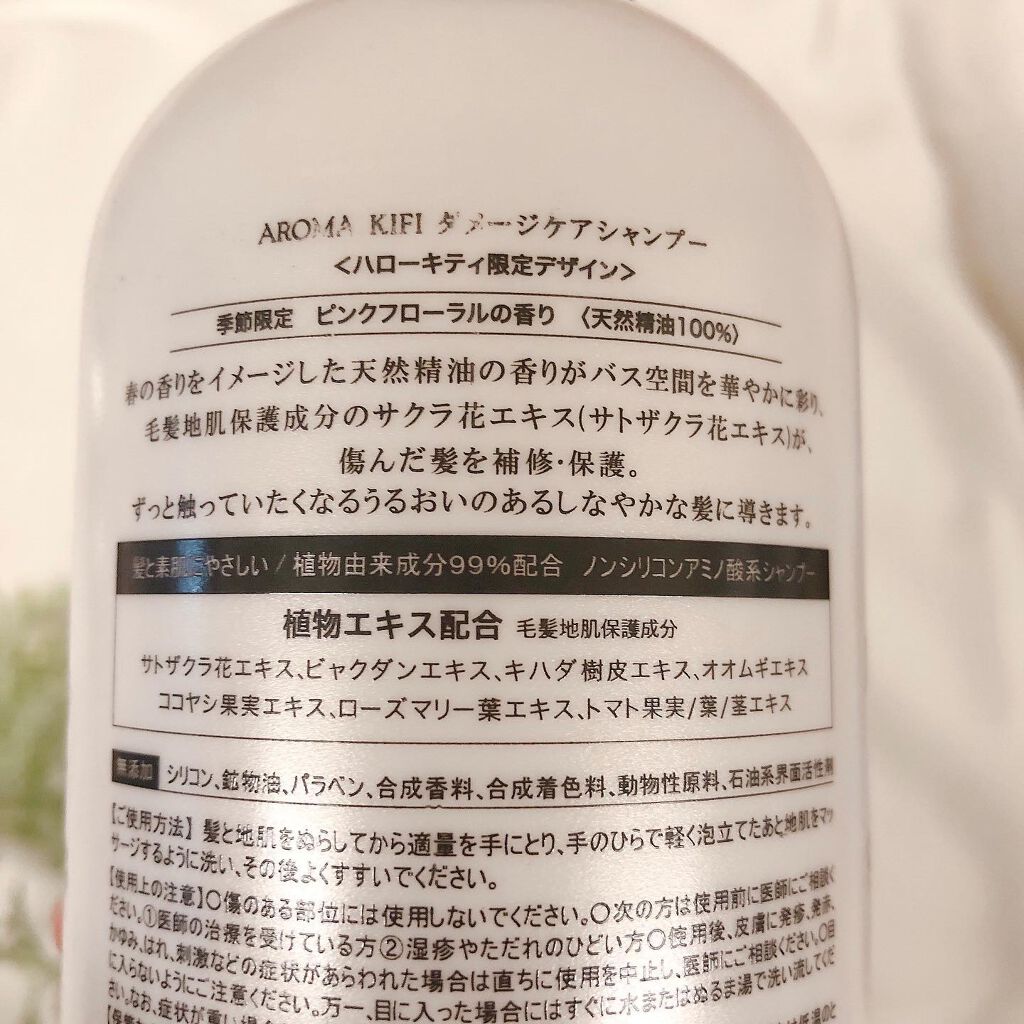 AROMA KIFI ダメージケアシャンプー
<ハローキティ限定デザイン>
季節限定 ピンクフローラルの香り 〈天然精油100%〉
春の香りをイメージした天然精油の香りがバス空間を華やかに彩り、
毛髪地肌保護成分のサクラ花エキス(サトザクラ花エキス)が、
傷んだ髪を補修・保護。
ずっと触っていたくなるうるおいのあるしなやかな髪に導きます。
髪と素肌にやさしい / 植物由来成分99%配合 ノンシリコンアミノ酸系シャンプー
植物エキス配合 毛髪地肌保護成分
サトザクラ花エキス、ビャクダンエキス、キハダ樹皮エキス、オオムギエキス
ココヤシ果実エキス、ローズマリー葉エキス、トマト果実/葉/茎エキス
無添加 シリコン、鉱物油、パラベン、合成香料、合成着色料、動物性原料、石油系界面活性剤
【ご使用方法】髪と地肌をぬらしてから適量を手にとり、手のひらで軽く泡立てたあと地肌をマッ
サージするように洗い、その後よくすすいでください。
【使用上の注意】〇傷のある部位には使用しないでください。〇次の方は使用前に医師にご相談く
ださい。①医師の治療を受けている方②湿疹やただれのひどい方〇使用後、皮膚に発疹、発赤、
かゆみ、はれ、刺激などの症状があらわれた場合は直ちに使用を中止し、医師にご相談ください。〇目
に入らないようにご注意ください。万一、目に入った場合にはすぐに水またはぬるま湯で洗い流してくだ
さい。なお、症状が重い場